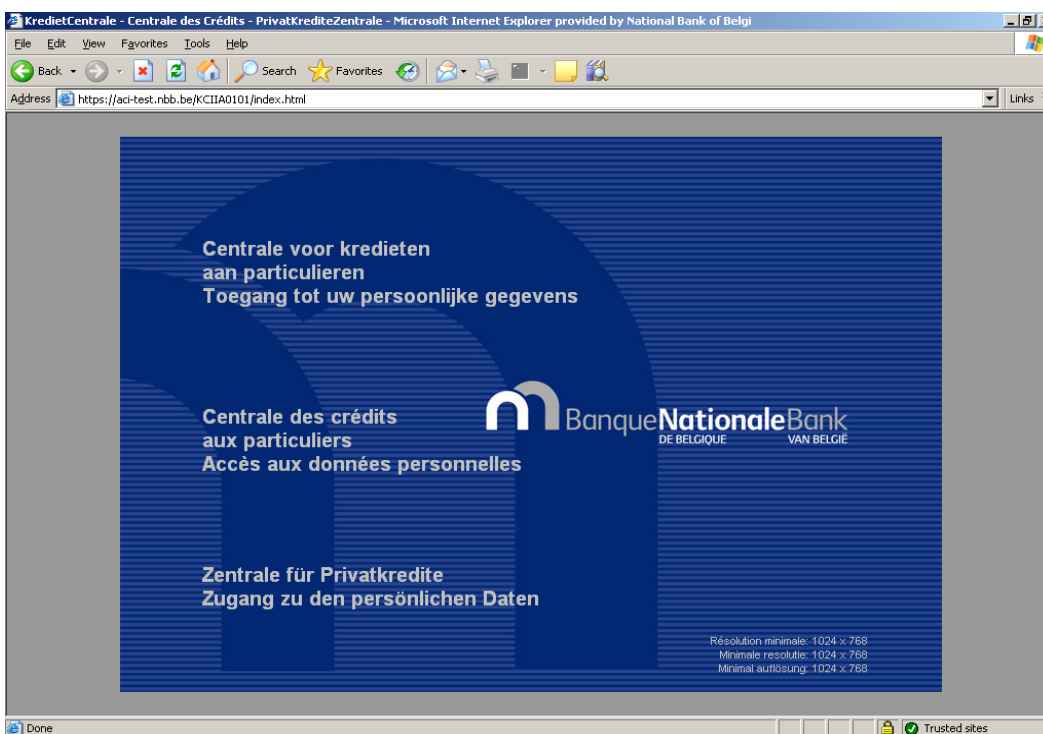 KredietCentrale - Centrale des Crédits - PrivatKrediteZentrale - Microsoft Internet Explorer provided by National Bank of Belgi
File Edit View Favorites Tools Help
Back Search Favorites
Address https://aci-test.nbb.be/KCIIA0101/index.html Links
Centrale voor kredieten
aan particulieren
Toegang tot uw persoonlijke gegevens
Centrale des crédits
aux particuliers
Accès aux données personnelles
BanqueNationaleBank
DE BELGIQUE VAN BELGIË
Zentrale für Privatkredite
Zugang zu den persönlichen Daten
Résolution minimale: 1024 x 768
Minimale resolutie: 1024 x 768
Minimal auflösung: 1024 x 768
Done Trusted sites